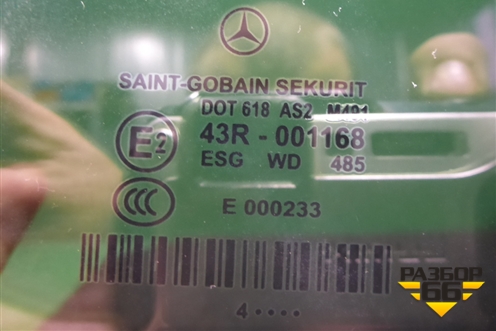 SAINT-GOBAIN SEKURIT
DOT 618 AS2 M491
E2
43R - 001168
ESG WD 485
CCC
E 000233
4••••
РАЗБОР
66